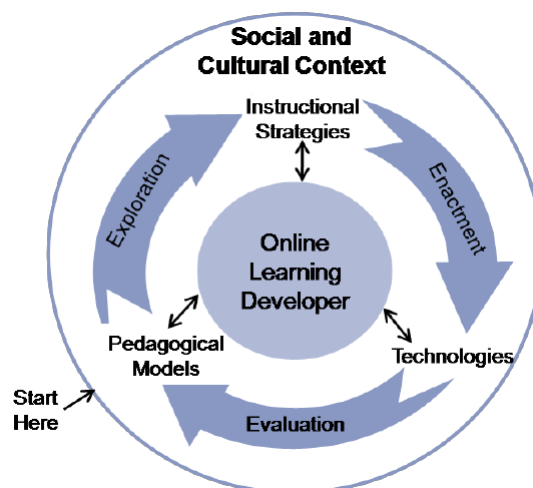 Social and
Cultural Context
Instructional
Strategies
Exploration
Enactment
Online
Learning
Developer
Pedagogical
Models
Technologies
Start
Here
Evaluation